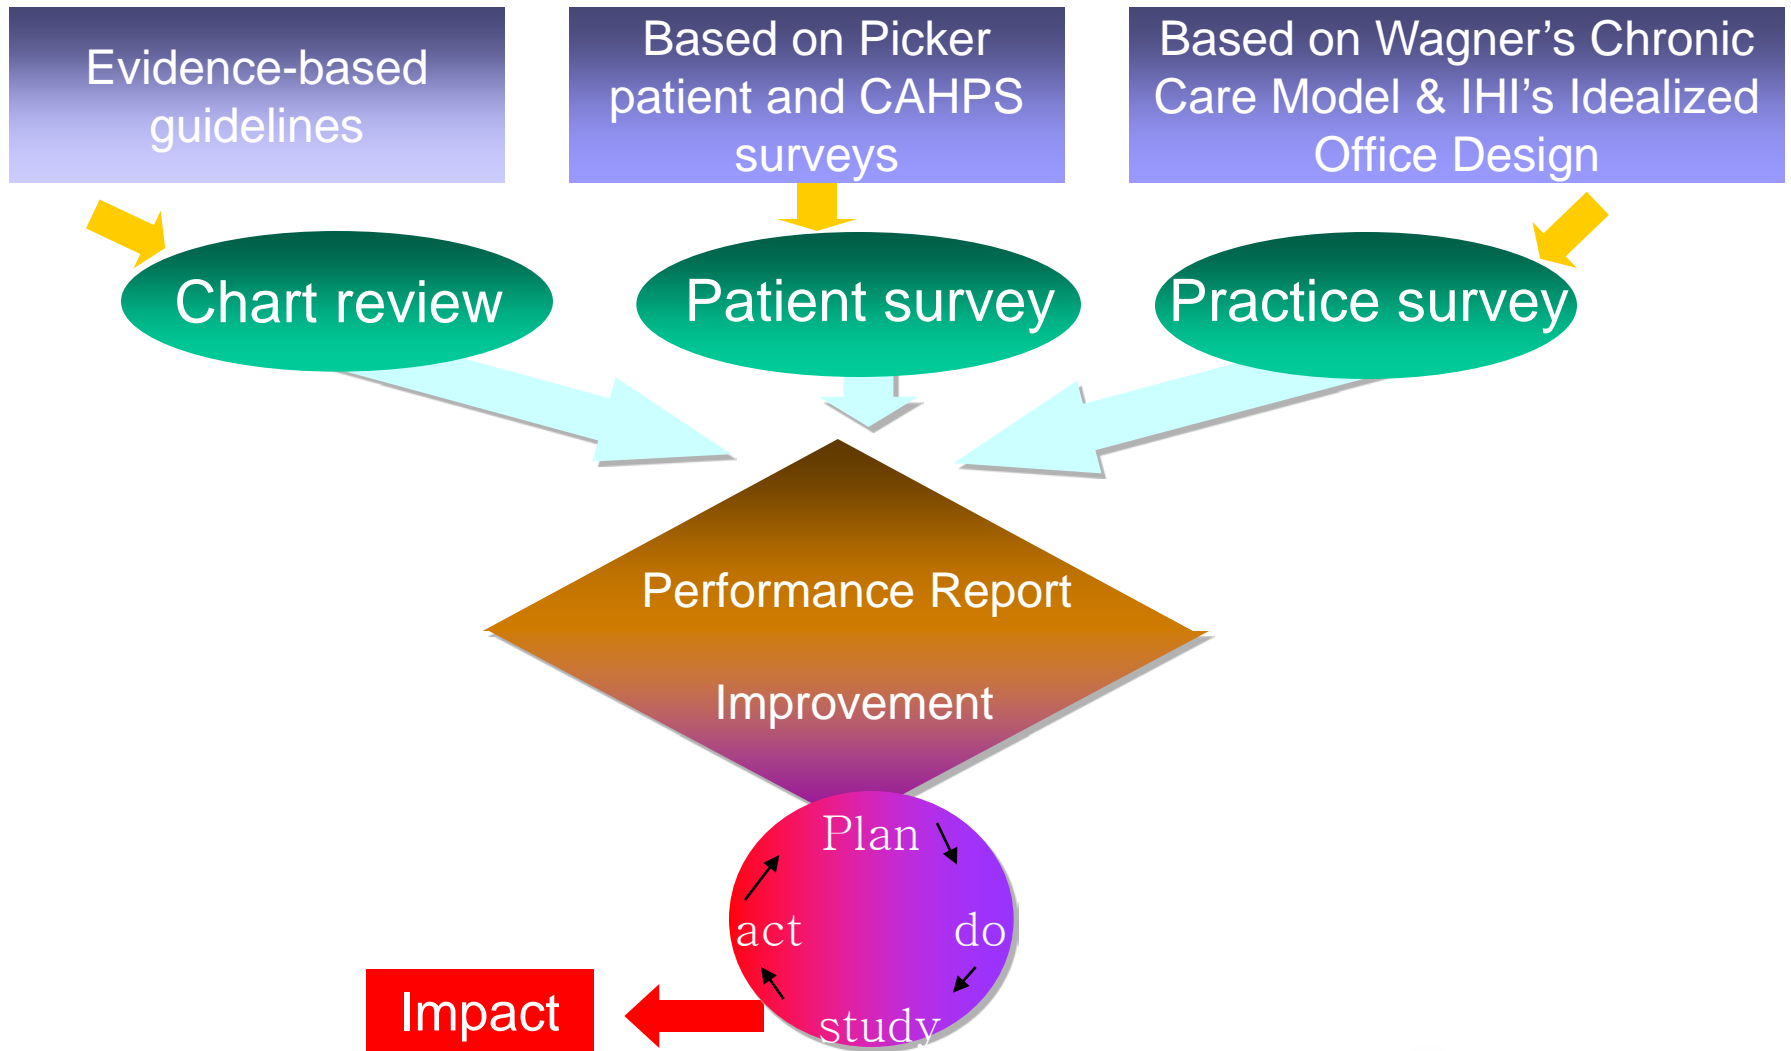 Evidence-based
guidelines
Based on Picker
patient and CAHPS
surveys
Based on Wagner’s Chronic
Care Model & IHI’s Idealized
Office Design
Chart review
Patient survey
Practice survey
Performance Report
Improvement
Plan
act
do
study
Impact